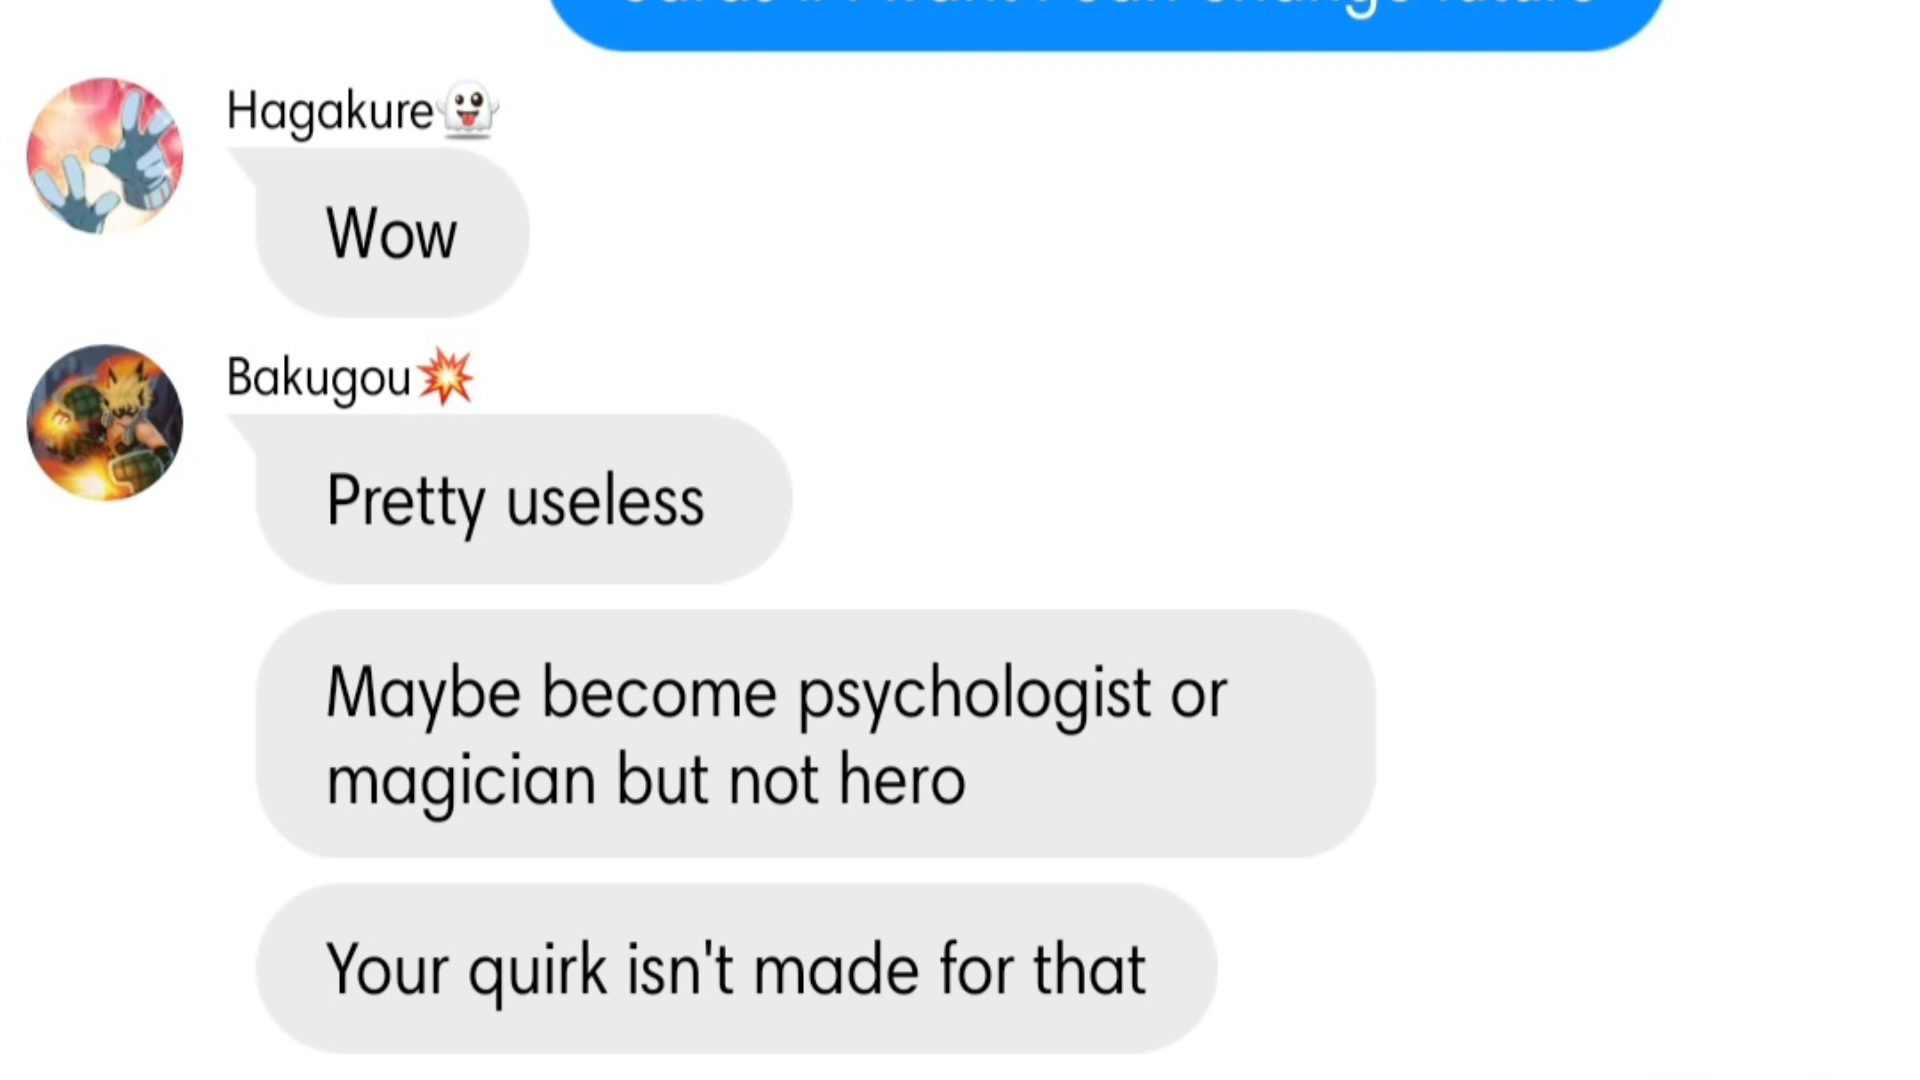 Hagakure👻
Wow
Bakugou💥
Pretty useless
Maybe become psychologist or
magician but not hero
Your quirk isn't made for that